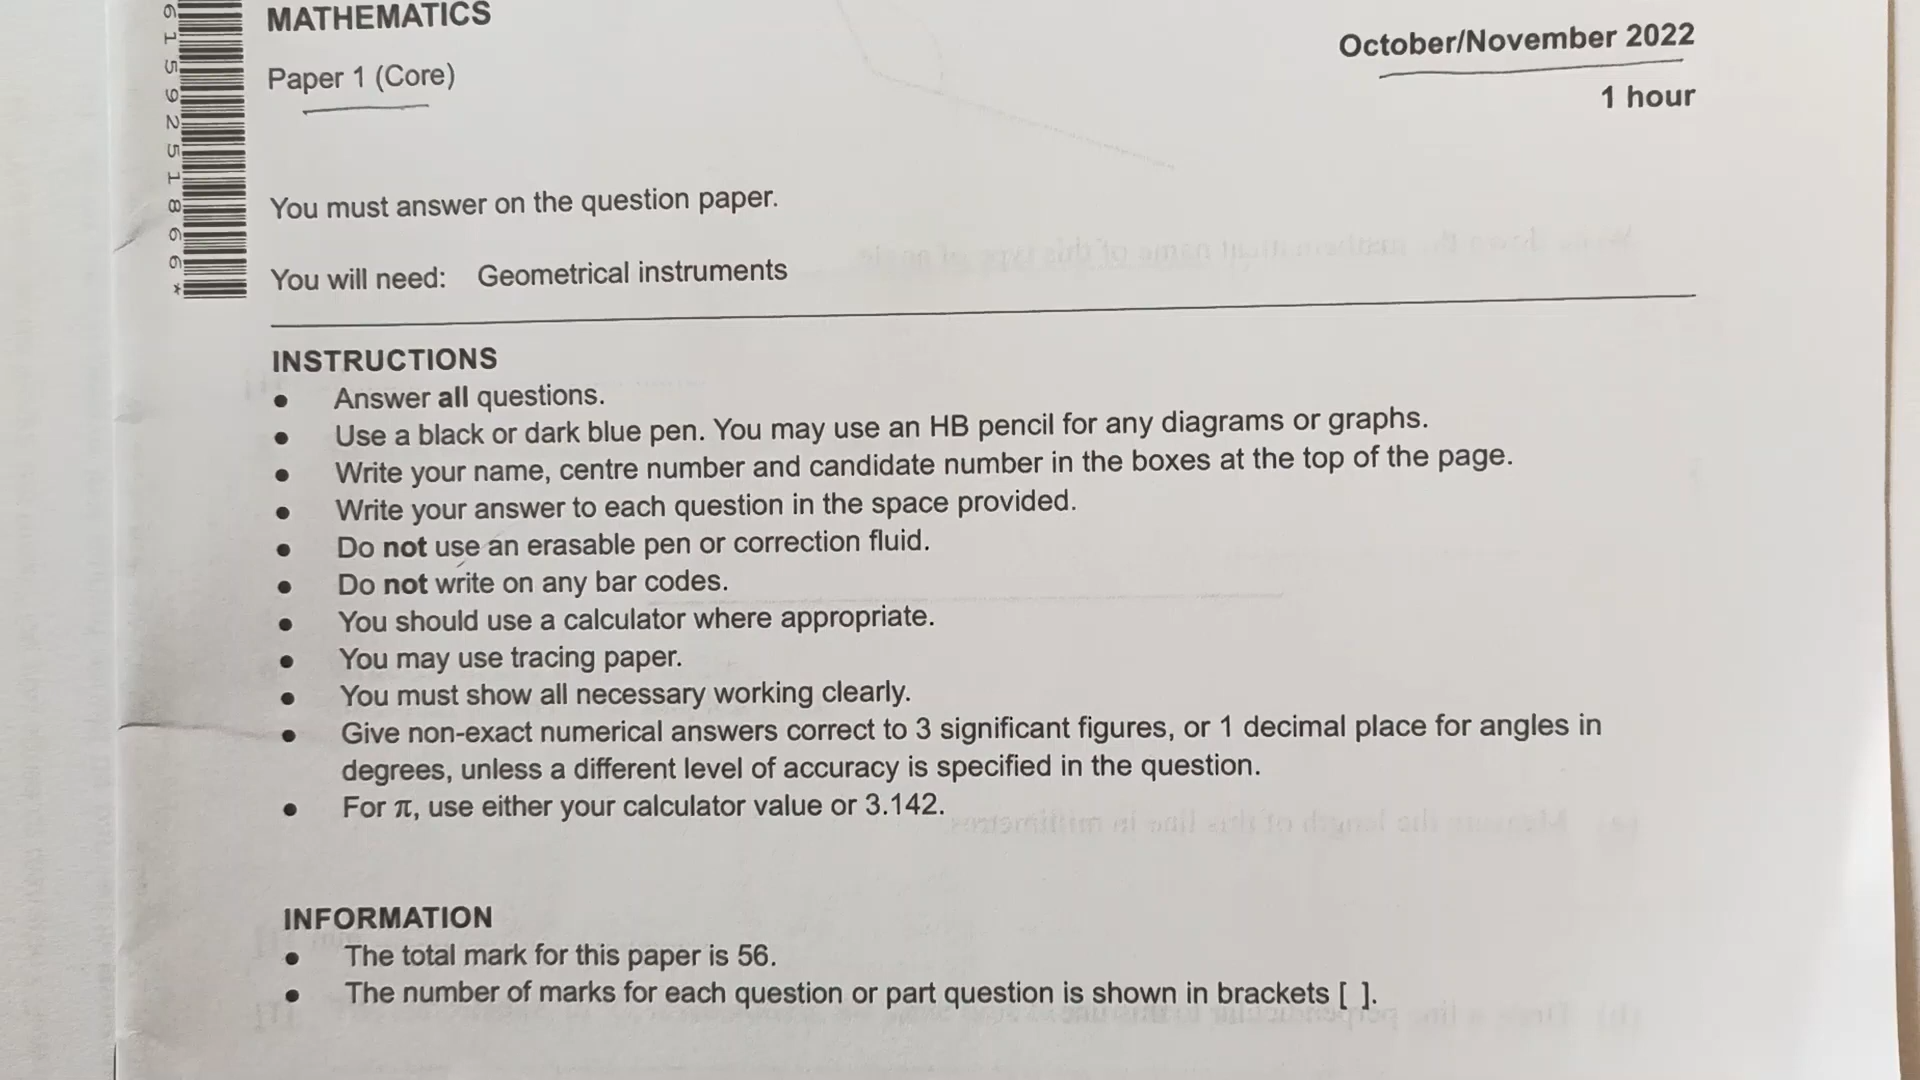 MATHEMATICS
October/November 2022
Paper 1 (Core)
1 hour
6159251866*
You must answer on the question paper.
You will need: Geometrical instruments
INSTRUCTIONS
● Answer all questions.
● Use a black or dark blue pen. You may use an HB pencil for any diagrams or graphs.
● Write your name, centre number and candidate number in the boxes at the top of the page.
● Write your answer to each question in the space provided.
● Do not use an erasable pen or correction fluid.
● Do not write on any bar codes.
● You should use a calculator where appropriate.
● You may use tracing paper.
● You must show all necessary working clearly.
● Give non-exact numerical answers correct to 3 significant figures, or 1 decimal place for angles in
degrees, unless a different level of accuracy is specified in the question.
● For π, use either your calculator value or 3.142.
INFORMATION
● The total mark for this paper is 56.
● The number of marks for each question or part question is shown in brackets [ ].